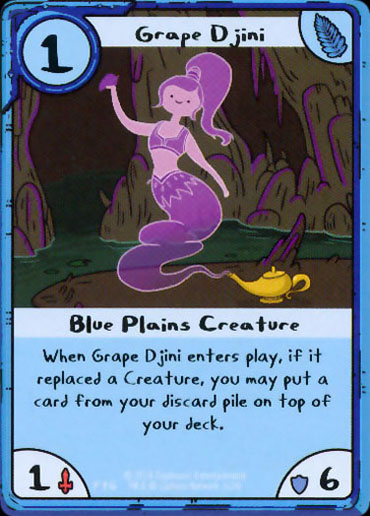 1
Grape Djini
Blue Plains Creature
When Grape Djini enters play, if it
replaced a Creature, you may put a
card from your discard pile on top of
your deck.
1
6